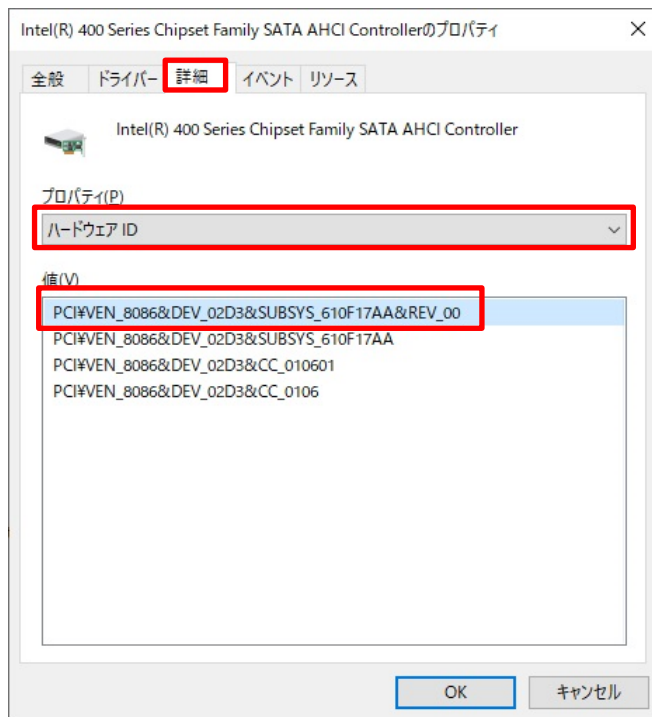 Intel(R) 400 Series Chipset Family SATA AHCI Controllerのプロパティ
全般 ドライバー 詳細 イベント リソース
Intel(R) 400 Series Chipset Family SATA AHCI Controller
プロパティ(P)
ハードウェア ID
値(V)
PCI¥VEN_8086&DEV_02D3&SUBSYS_610F17AA&REV_00
PCI¥VEN_8086&DEV_02D3&SUBSYS_610F17AA
PCI¥VEN_8086&DEV_02D3&CC_010601
PCI¥VEN_8086&DEV_02D3&CC_0106
OK キャンセル